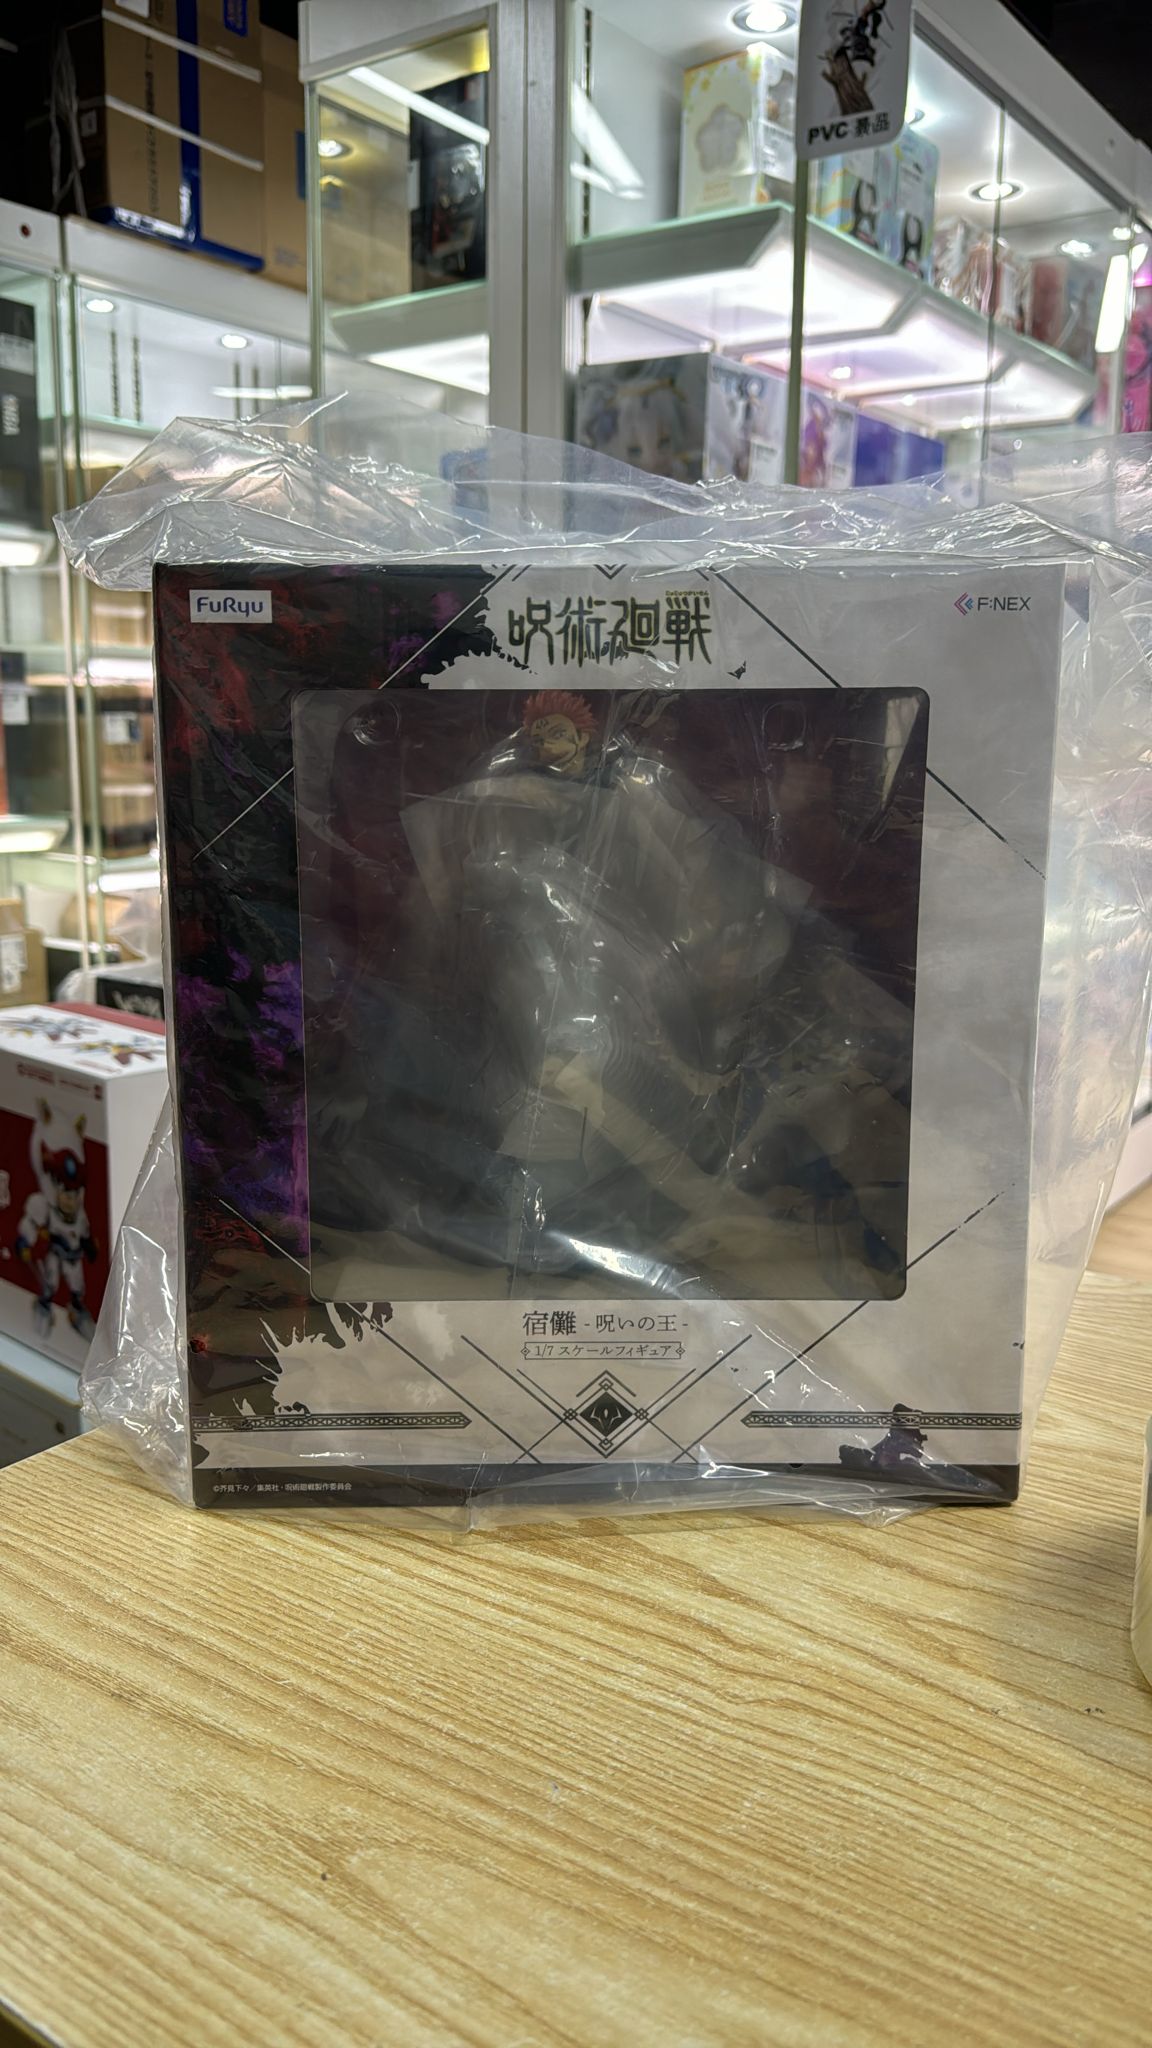 PVC 景品
FuRyu
じゅじゅつかいせん
呪術廻戦
F:NEX
宿儺 - 呪いの王 -
1/7 スケールフィギュア
©芥見下々／集英社・呪術廻戦製作委員会